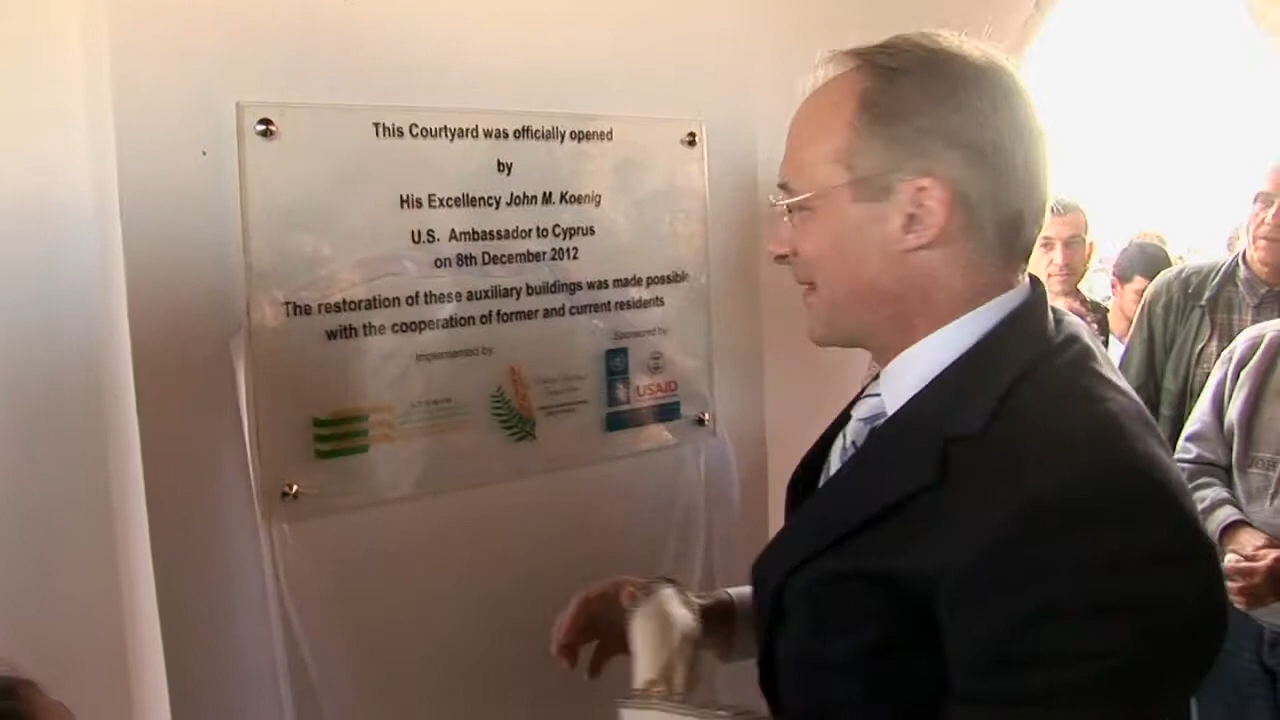 This Courtyard was officially opened
by
His Excellency John M. Koenig
U.S. Ambassador to Cyprus
on 8th December 2012
The restoration of these auxiliary buildings was made possible
with the cooperation of former and current residents
Implemented by
Sponsored by
USAID